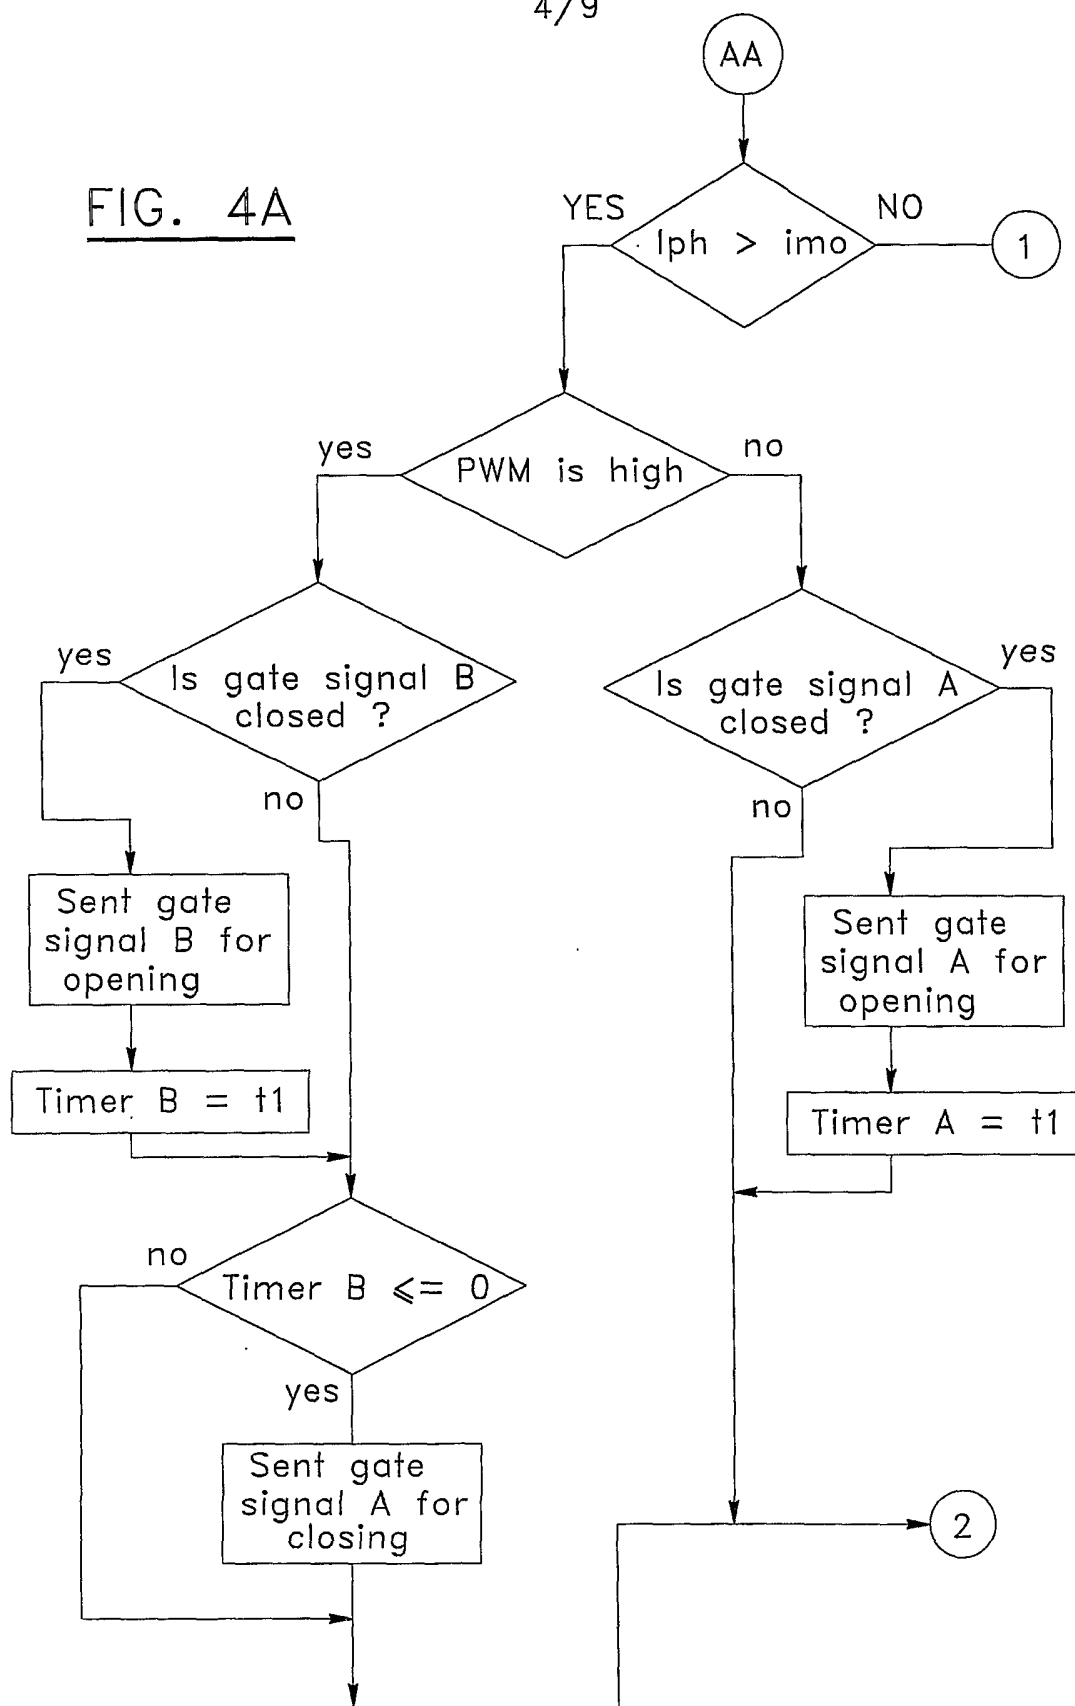 4/9
AA
FIG. 4A
YES
NO
Iph > imo
1
yes
no
PWM is high
yes
Is gate signal B
closed ?
no
Is gate signal A
closed ?
yes
no
Sent gate
signal B for
opening
Sent gate
signal A for
opening
Timer B = t1
Timer A = t1
no
Timer B <= 0
yes
Sent gate
signal A for
closing
2